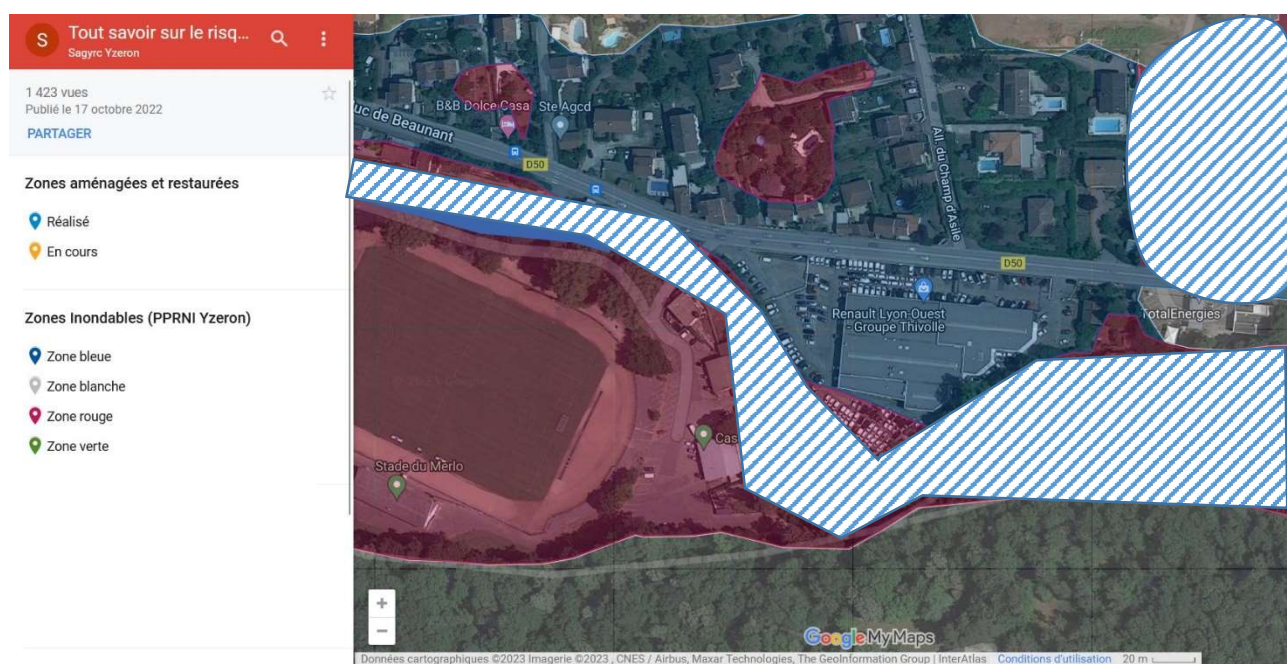 S
Tout savoir sur le risq...
Sagyrc Yzeron
1 423 vues
Publié le 17 octobre 2022
PARTAGER
Zones aménagées et restaurées
Réalisé
En cours
Zones Inondables (PPRNI Yzeron)
Zone bleue
Zone blanche
Zone rouge
Zone verte
uc de Beaunant
B&B Dolce Casa
Ste Agcd
D50
All. du Champ d'Asile
D50
Renault Lyon-Ouest
- Groupe Thivolle
TotalEnergies
Cas
Stade du Merlo
+
−
Google My Maps
Données cartographiques ©2023 Imagerie ©2023 , CNES / Airbus, Maxar Technologies, The GeoInformation Group | InterAtlas Conditions d'utilisation 20 m